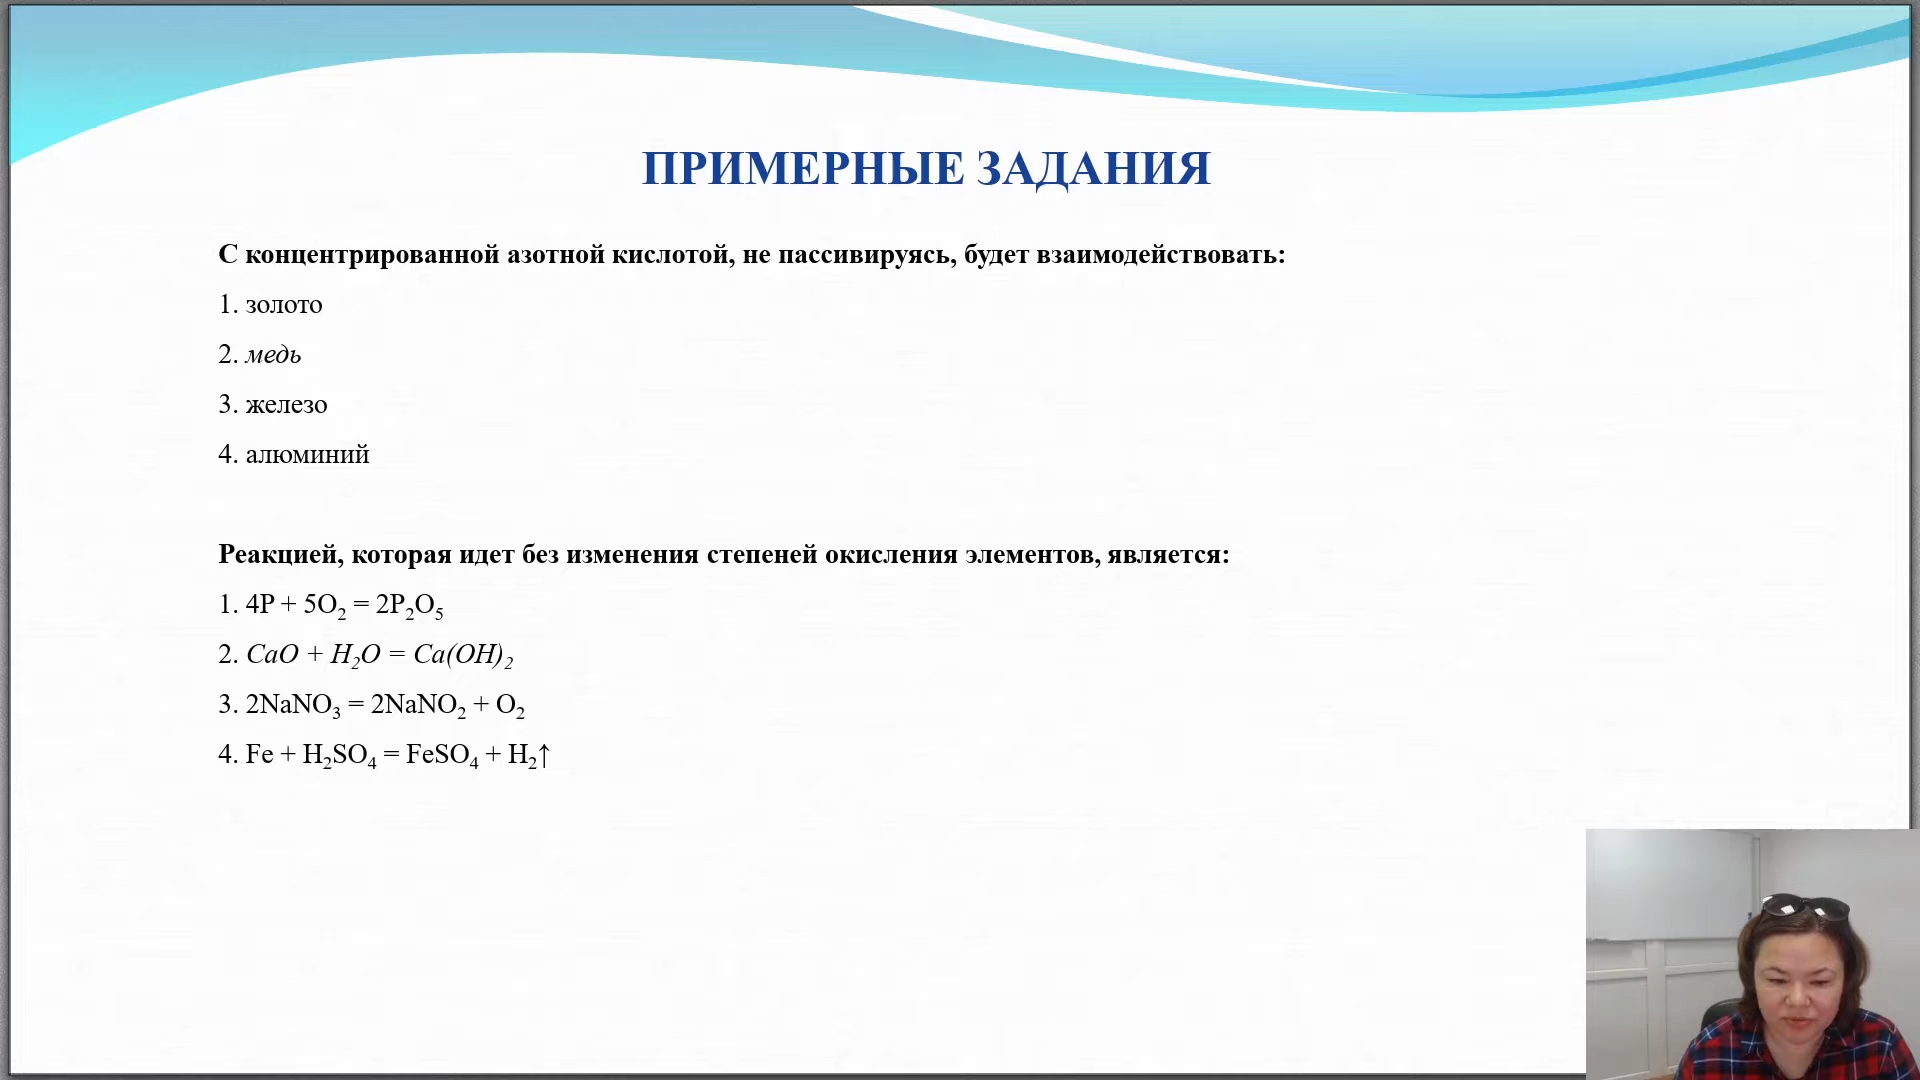 ПРИМЕРНЫЕ ЗАДАНИЯ
С концентрированной азотной кислотой, не пассивируясь, будет взаимодействовать:
1. золото
2. медь
3. железо
4. алюминий
Реакцией, которая идет без изменения степеней окисления элементов, является:
1. 4P + 5O₂ = 2P₂O₅
2. CaO + H₂O = Ca(OH)₂
3. 2NaNO₃ = 2NaNO₂ + O₂
4. Fe + H₂SO₄ = FeSO₄ + H₂↑